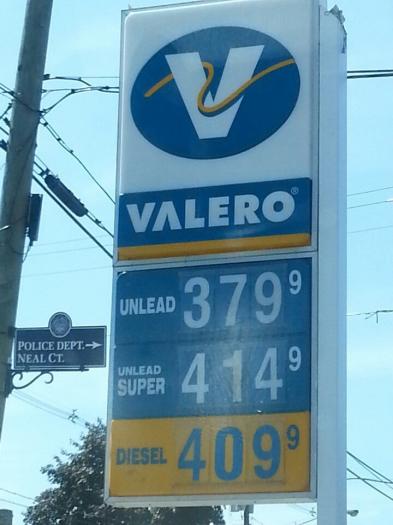 V
VALERO®
UNLEAD 379 9
UNLEAD
SUPER 414 9
DIESEL 409 9
POLICE DEPT.→
NEAL CT.